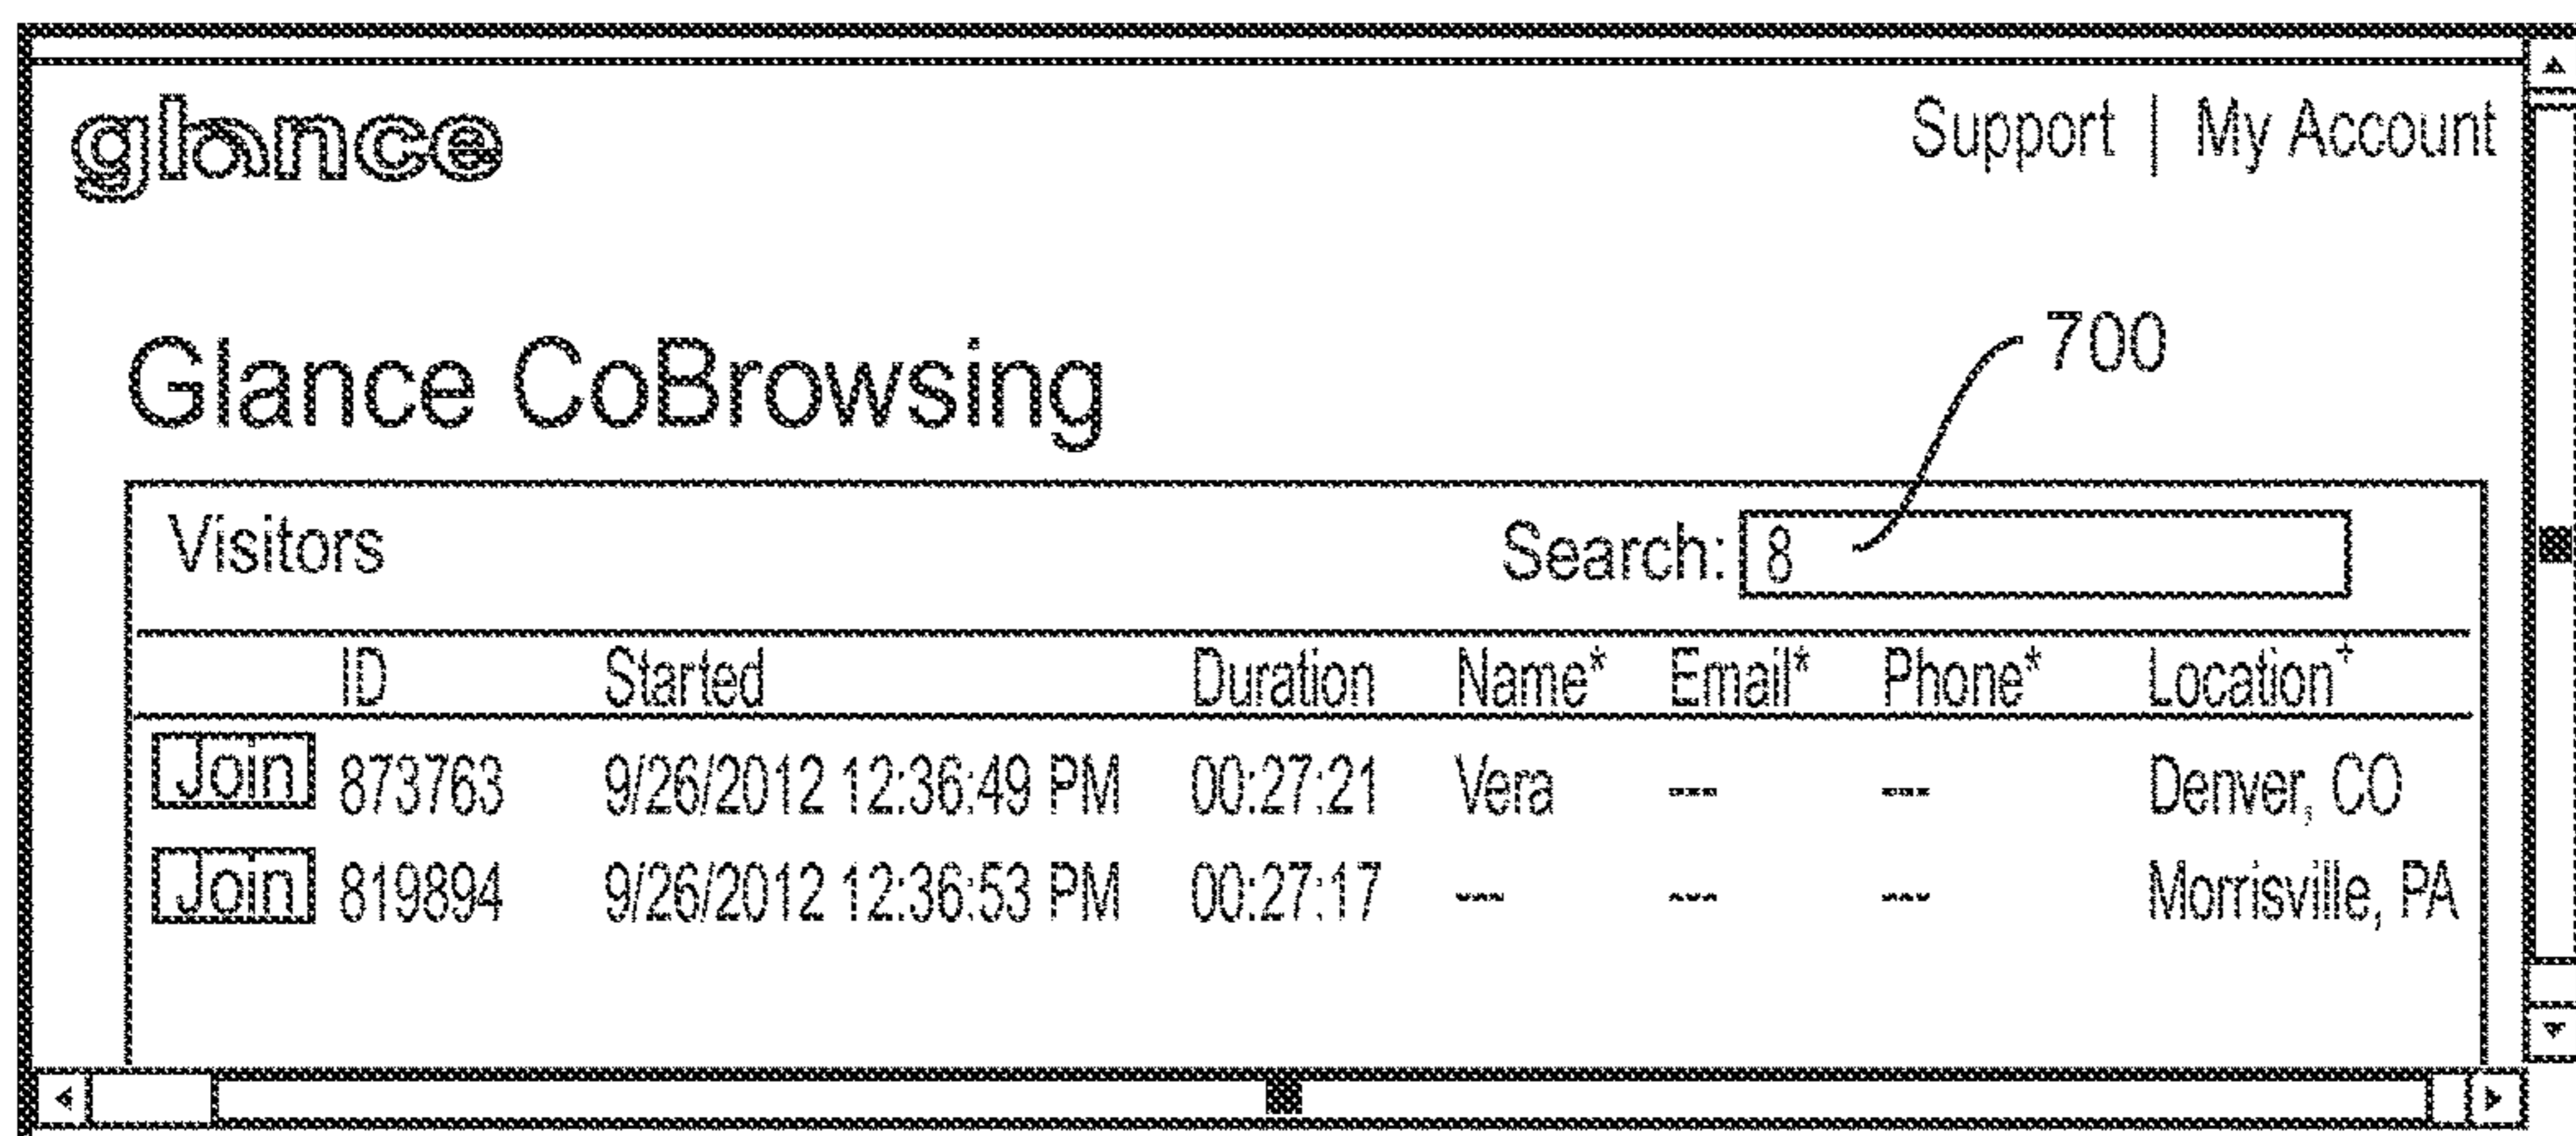 glance Support | My Account
700
Glance CoBrowsing
Visitors Search: 8
ID Started Duration Name* Email* Phone* Location+
Join 873763 9/26/2012 12:36:49 PM 00:27:21 Vera --- --- Denver, CO
Join 819894 9/26/2012 12:36:53 PM 00:27:17 --- --- --- Morrisville, PA